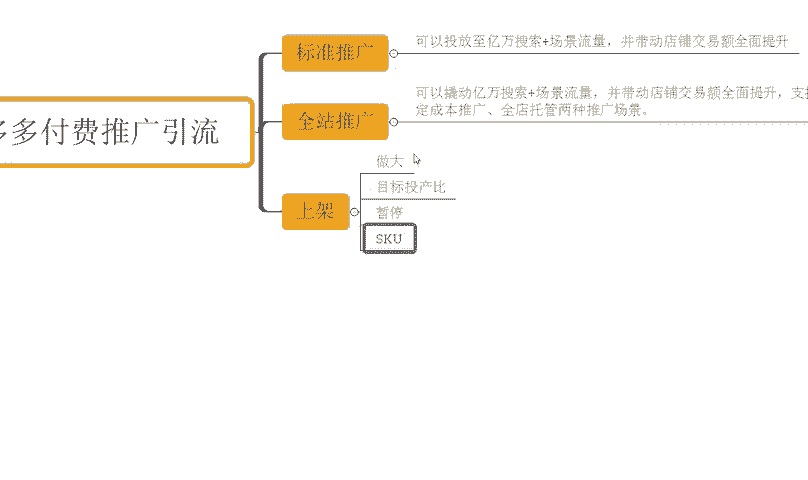 多多付费推广引流
标准推广
可以投放至亿万搜索+场景流量，并带动店铺交易额全面提升
全站推广
可以撬动亿万搜索+场景流量，并带动店铺交易额全面提升，支
定成本推广、全店托管两种推广场景。
上架
做大
目标投产比
暂停
SKU